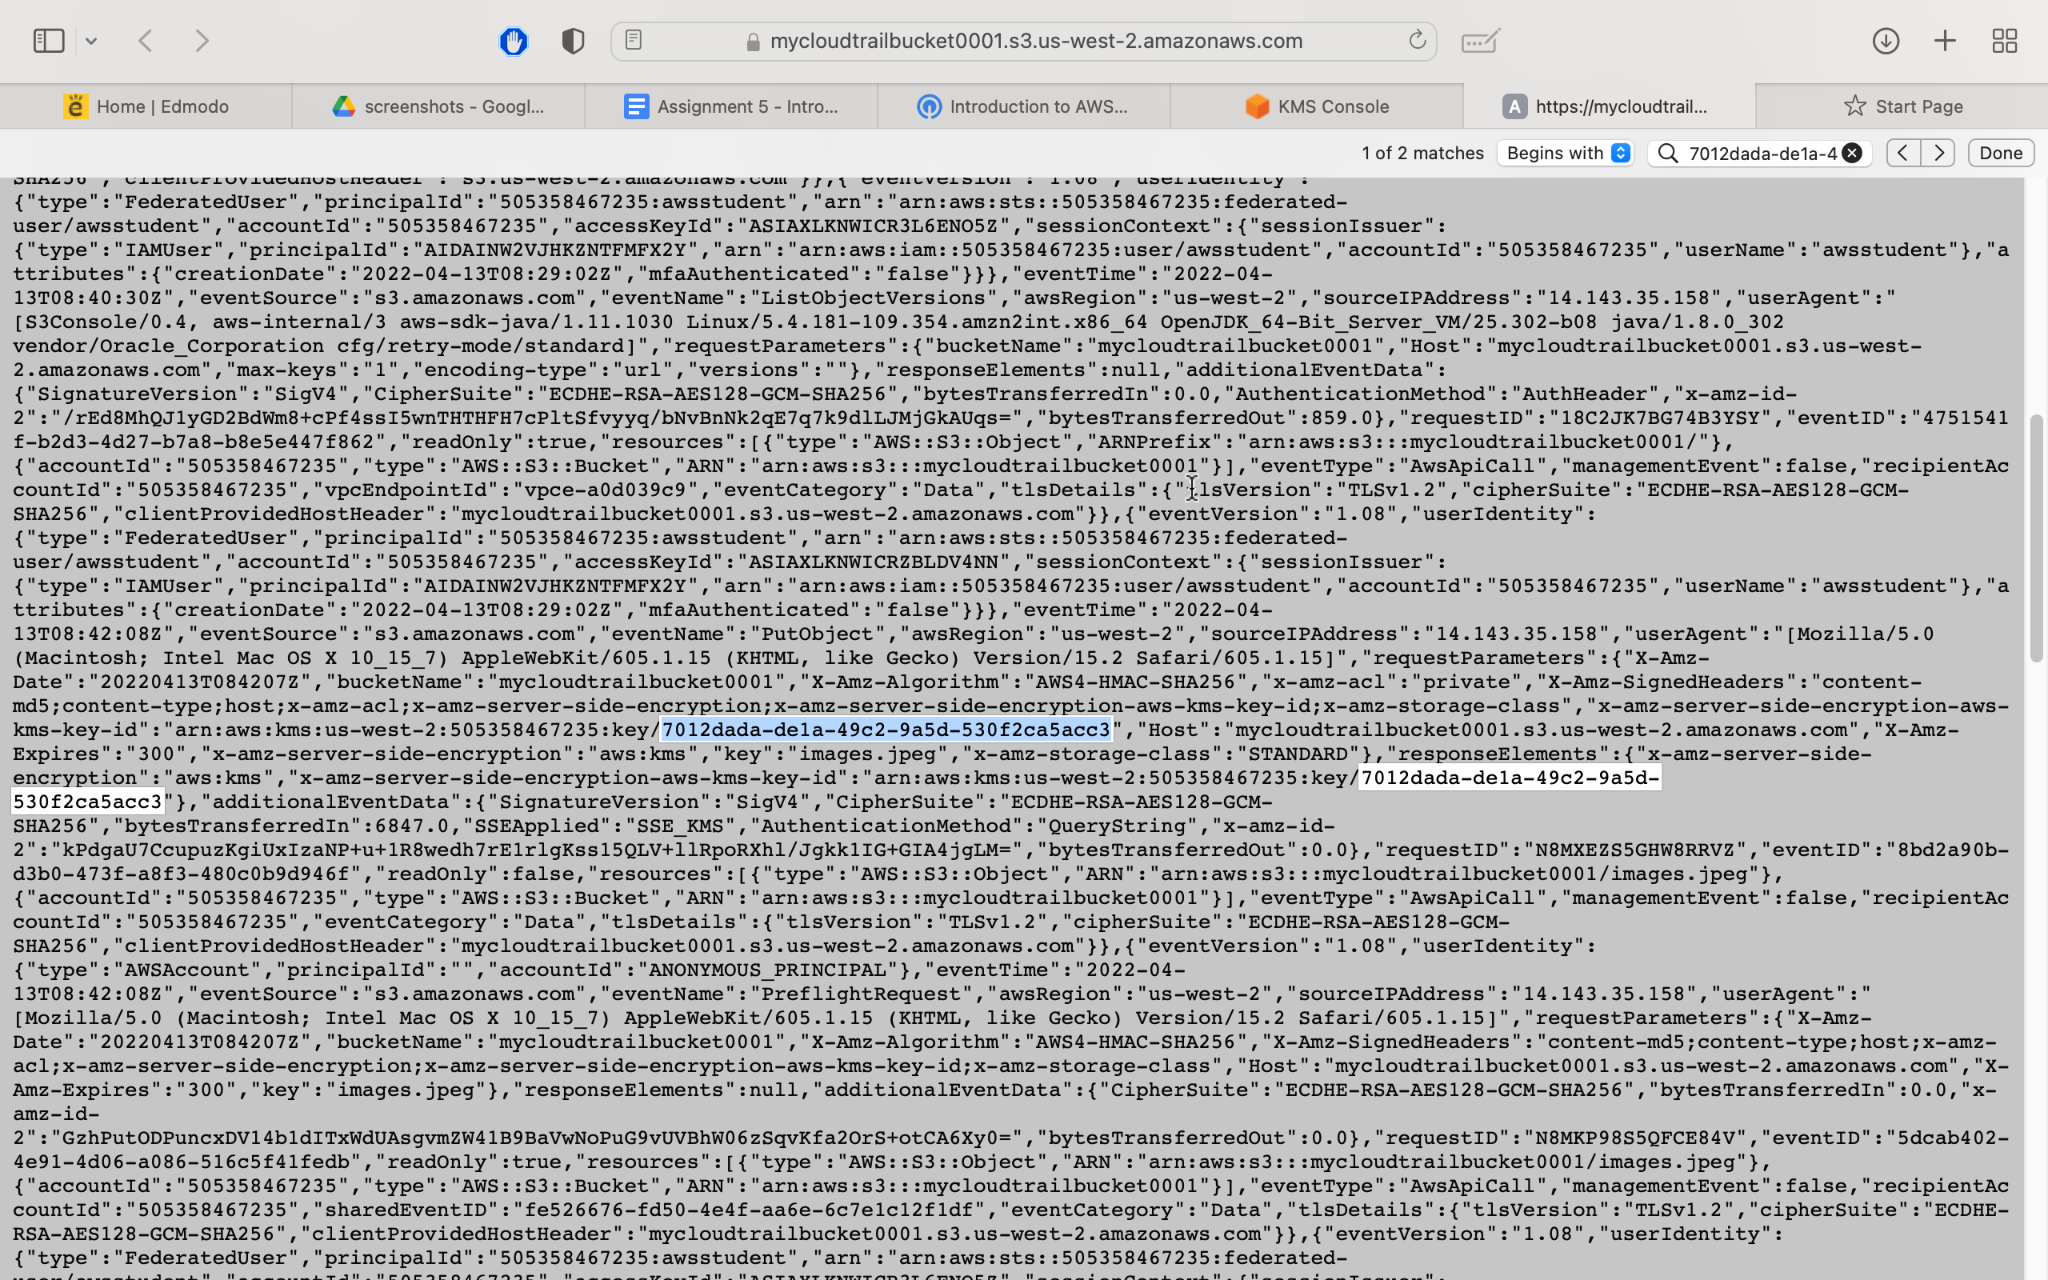 mycloudtrailbucket0001.s3.us-west-2.amazonaws.com
Home | Edmodo
screenshots - Googl...
Assignment 5 - Intro...
Introduction to AWS...
KMS Console
A https://mycloudtrail...
Start Page
1 of 2 matches
Begins with
7012dada-de1a-4
Done
SHA256","clientProvidedHostHeader":"s3.us-west-2.amazonaws.com"}},{"eventVersion":"1.08","userIdentity":
{"type":"FederatedUser","principalId":"505358467235:awsstudent","arn":"arn:aws:sts::505358467235:federated-
user/awsstudent","accountId":"505358467235","accessKeyId":"ASIAXLKNWICR3L6ENO5Z","sessionContext":{"sessionIssuer":
{"type":"IAMUser","principalId":"AIDAINW2VJHKZNTFMFX2Y","arn":"arn:aws:iam::505358467235:user/awsstudent","accountId":"505358467235","userName":"awsstudent"},"a
ttributes":{"creationDate":"2022-04-13T08:29:02Z","mfaAuthenticated":"false"}}},"eventTime":"2022-04-
13T08:40:30Z","eventSource":"s3.amazonaws.com","eventName":"ListObjectVersions","awsRegion":"us-west-2","sourceIPAddress":"14.143.35.158","userAgent":"
[S3Console/0.4, aws-internal/3 aws-sdk-java/1.11.1030 Linux/5.4.181-109.354.amzn2int.x86_64 OpenJDK_64-Bit_Server_VM/25.302-b08 java/1.8.0_302
vendor/Oracle_Corporation cfg/retry-mode/standard]","requestParameters":{"bucketName":"mycloudtrailbucket0001","Host":"mycloudtrailbucket0001.s3.us-west-
2.amazonaws.com","max-keys":"1","encoding-type":"url","versions":""},"responseElements":null,"additionalEventData":
{"SignatureVersion":"SigV4","CipherSuite":"ECDHE-RSA-AES128-GCM-SHA256","bytesTransferredIn":0.0,"AuthenticationMethod":"AuthHeader","x-amz-id-
2":"/rEd8MhQJ1yGD2BdWm8+cPf4ssI5wnTHTHFH7cPltSfvyyq/bNvBnNk2qE7q7k9dlLJMjGkAUqs=","bytesTransferredOut":859.0},"requestID":"18C2JK7BG74B3YSY","eventID":"4751541
f-b2d3-4d27-b7a8-b8e5e447f862","readOnly":true,"resources":[{"type":"AWS::S3::Object","ARNPrefix":"arn:aws:s3:::mycloudtrailbucket0001/"},
{"accountId":"505358467235","type":"AWS::S3::Bucket","ARN":"arn:aws:s3:::mycloudtrailbucket0001"}],"eventType":"AwsApiCall","managementEvent":false,"recipientAc
countId":"505358467235","vpcEndpointId":"vpce-a0d039c9","eventCategory":"Data","tlsDetails":{"tlsVersion":"TLSv1.2","cipherSuite":"ECDHE-RSA-AES128-GCM-
SHA256","clientProvidedHostHeader":"mycloudtrailbucket0001.s3.us-west-2.amazonaws.com"}},{"eventVersion":"1.08","userIdentity":
{"type":"FederatedUser","principalId":"505358467235:awsstudent","arn":"arn:aws:sts::505358467235:federated-
user/awsstudent","accountId":"505358467235","accessKeyId":"ASIAXLKNWICRZBLDV4NN","sessionContext":{"sessionIssuer":
{"type":"IAMUser","principalId":"AIDAINW2VJHKZNTFMFX2Y","arn":"arn:aws:iam::505358467235:user/awsstudent","accountId":"505358467235","userName":"awsstudent"},"a
ttributes":{"creationDate":"2022-04-13T08:29:02Z","mfaAuthenticated":"false"}}},"eventTime":"2022-04-
13T08:42:08Z","eventSource":"s3.amazonaws.com","eventName":"PutObject","awsRegion":"us-west-2","sourceIPAddress":"14.143.35.158","userAgent":"[Mozilla/5.0
(Macintosh; Intel Mac OS X 10_15_7) AppleWebKit/605.1.15 (KHTML, like Gecko) Version/15.2 Safari/605.1.15]","requestParameters":{"X-Amz-
Date":"20220413T084207Z","bucketName":"mycloudtrailbucket0001","X-Amz-Algorithm":"AWS4-HMAC-SHA256","x-amz-acl":"private","X-Amz-SignedHeaders":"content-
md5;content-type;host;x-amz-acl;x-amz-server-side-encryption;x-amz-server-side-encryption-aws-kms-key-id;x-amz-storage-class","x-amz-server-side-encryption-aws-
kms-key-id":"arn:aws:kms:us-west-2:505358467235:key/7012dada-de1a-49c2-9a5d-530f2ca5acc3","Host":"mycloudtrailbucket0001.s3.us-west-2.amazonaws.com","X-Amz-
Expires":"300","x-amz-server-side-encryption":"aws:kms","key":"images.jpeg","x-amz-storage-class":"STANDARD"},"responseElements":{"x-amz-server-side-
encryption":"aws:kms","x-amz-server-side-encryption-aws-kms-key-id":"arn:aws:kms:us-west-2:505358467235:key/7012dada-de1a-49c2-9a5d-
530f2ca5acc3"},"additionalEventData":{"SignatureVersion":"SigV4","CipherSuite":"ECDHE-RSA-AES128-GCM-
SHA256","bytesTransferredIn":6847.0,"SSEApplied":"SSE_KMS","AuthenticationMethod":"QueryString","x-amz-id-
2":"kPdgaU7CcupuzKgiUxIzaNP+u+1R8wedh7rE1rlgKss15QLV+llRpoRXhl/Jgkk1IG+GIA4jgLM=","bytesTransferredOut":0.0},"requestID":"N8MXEZS5GHW8RRVZ","eventID":"8bd2a90b-
d3b0-473f-a8f3-480c0b9d946f","readOnly":false,"resources":[{"type":"AWS::S3::Object","ARN":"arn:aws:s3:::mycloudtrailbucket0001/images.jpeg"},
{"accountId":"505358467235","type":"AWS::S3::Bucket","ARN":"arn:aws:s3:::mycloudtrailbucket0001"}],"eventType":"AwsApiCall","managementEvent":false,"recipientAc
countId":"505358467235","eventCategory":"Data","tlsDetails":{"tlsVersion":"TLSv1.2","cipherSuite":"ECDHE-RSA-AES128-GCM-
SHA256","clientProvidedHostHeader":"mycloudtrailbucket0001.s3.us-west-2.amazonaws.com"}},{"eventVersion":"1.08","userIdentity":
{"type":"AWSAccount","principalId":"","accountId":"ANONYMOUS_PRINCIPAL"},"eventTime":"2022-04-
13T08:42:08Z","eventSource":"s3.amazonaws.com","eventName":"PreflightRequest","awsRegion":"us-west-2","sourceIPAddress":"14.143.35.158","userAgent":"
[Mozilla/5.0 (Macintosh; Intel Mac OS X 10_15_7) AppleWebKit/605.1.15 (KHTML, like Gecko) Version/15.2 Safari/605.1.15]","requestParameters":{"X-Amz-
Date":"20220413T084207Z","bucketName":"mycloudtrailbucket0001","X-Amz-Algorithm":"AWS4-HMAC-SHA256","X-Amz-SignedHeaders":"content-md5;content-type;host;x-amz-
acl;x-amz-server-side-encryption;x-amz-server-side-encryption-aws-kms-key-id;x-amz-storage-class","Host":"mycloudtrailbucket0001.s3.us-west-2.amazonaws.com","X-
Amz-Expires":"300","key":"images.jpeg"},"responseElements":null,"additionalEventData":{"CipherSuite":"ECDHE-RSA-AES128-GCM-SHA256","bytesTransferredIn":0.0,"x-
amz-id-
2":"GzhPutODPuncxDV14b1dITxWdUAsgvmZW41B9BaVwNoPuG9vUVBhW06zSqvKfa2OrS+otCA6Xy0=","bytesTransferredOut":0.0},"requestID":"N8MKP98S5QFCE84V","eventID":"5dcab402-
4e91-4d06-a086-516c5f41fedb","readOnly":true,"resources":[{"type":"AWS::S3::Object","ARN":"arn:aws:s3:::mycloudtrailbucket0001/images.jpeg"},
{"accountId":"505358467235","type":"AWS::S3::Bucket","ARN":"arn:aws:s3:::mycloudtrailbucket0001"}],"eventType":"AwsApiCall","managementEvent":false,"recipientAc
countId":"505358467235","sharedEventID":"fe526676-fd50-4e4f-aa6e-6c7e1c12f1df","eventCategory":"Data","tlsDetails":{"tlsVersion":"TLSv1.2","cipherSuite":"ECDHE-
RSA-AES128-GCM-SHA256","clientProvidedHostHeader":"mycloudtrailbucket0001.s3.us-west-2.amazonaws.com"}},{"eventVersion":"1.08","userIdentity":
{"type":"FederatedUser","principalId":"505358467235:awsstudent","arn":"arn:aws:sts::505358467235:federated-
user/awsstudent","accountId":"505358467235","accessKeyId":"ASIAXLKNWICR3L6ENO5Z","sessionContext":{"sessionIssuer":